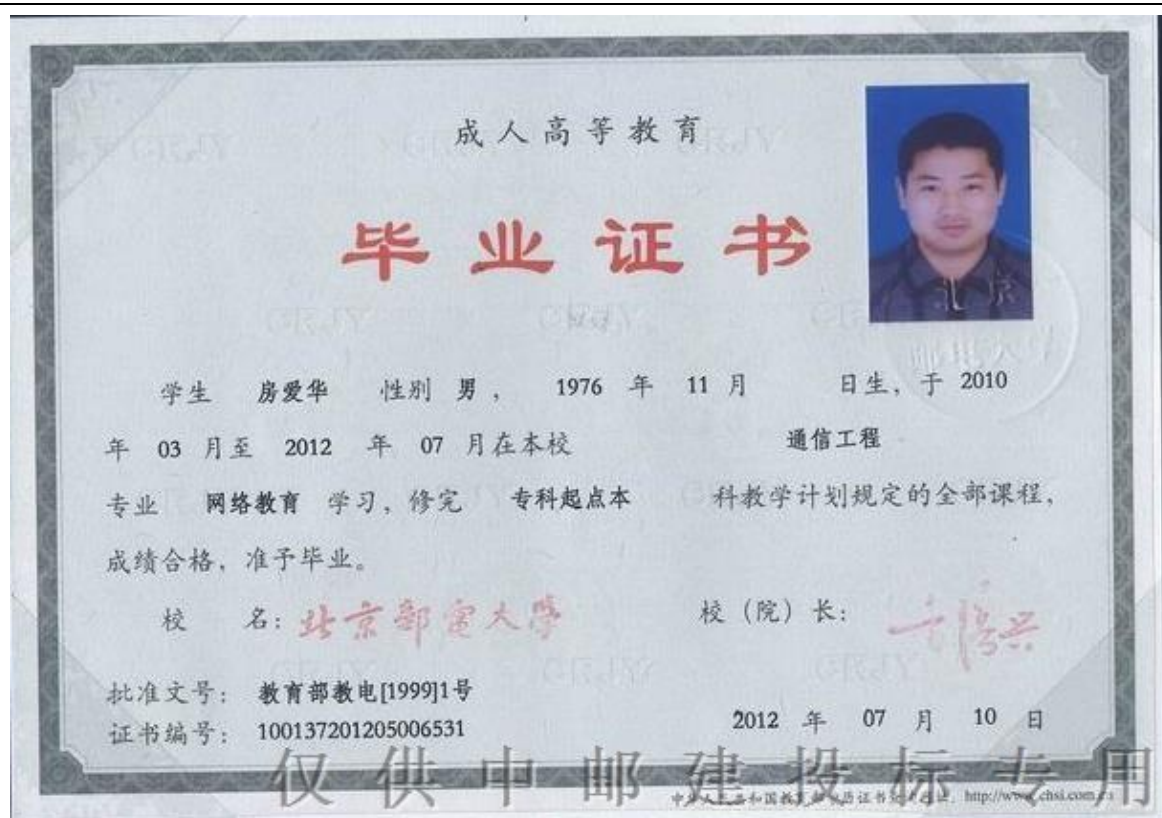 成人高等教育
毕业证书
学生 房爱华 性别 男， 1976 年 11 月 日生，于 2010
年 03 月至 2012 年 07 月在本校 通信工程
专业 网络教育 学习，修完 专科起点本 科教学计划规定的全部课程，
成绩合格，准予毕业。
校 名：北京邮电大学 校（院）长：
批准文号： 教育部教电[1999]1号
证书编号： 100137201205006531
2012 年 07 月 10 日
仅供中邮建投标专用
http://www.chsi.com.cn